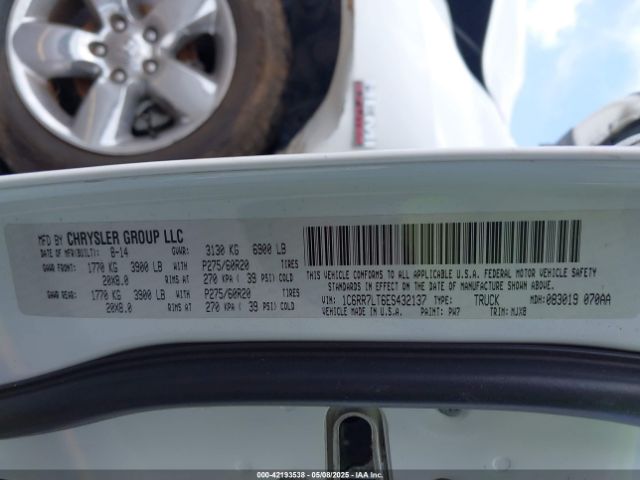 MFD BY CHRYSLER GROUP LLC
DATE OF MFR(BUILT): 8-14 GVWR: 3130 KG 6900 LB
GAWR FRONT: 1770 KG 3900 LB WITH P275/60R20 TIRES
20X8.0 RIMS AT 270 KPA ( 39 PSI) COLD
GAWR REAR: 1770 KG 3900 LB WITH P275/60R20 TIRES
20X8.0 RIMS AT 270 KPA ( 39 PSI) COLD
THIS VEHICLE CONFORMS TO ALL APPLICABLE U.S.A. FEDERAL MOTOR VEHICLE SAFETY
STANDARDS IN EFFECT ON THE DATE OF MANUFACTURE SHOWN ABOVE.
VIN: 1C6RR7LT6ES432137 TYPE: TRUCK MDH: 083019 070AA
VEHICLE MADE IN U.S.A. PAINT: PW7 TRIM: MJX8
000-42193538 - 05/08/2025 - IAAI.COM